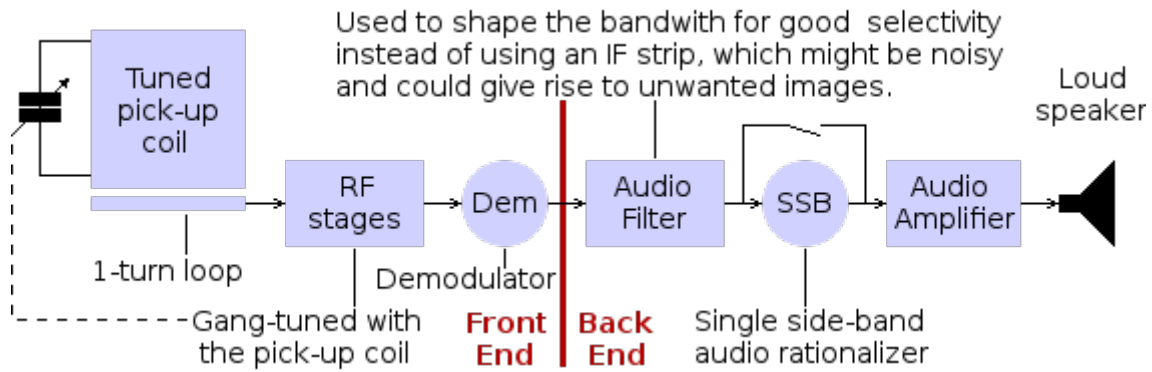 Used to shape the bandwith for good selectivity
instead of using an IF strip, which might be noisy
and could give rise to unwanted images.
Tuned
pick-up
coil
Loud
speaker
RF
stages
Dem
Audio
Filter
SSB
Audio
Amplifier
1-turn loop
Demodulator
Gang-tuned with
the pick-up coil
Front
End
Back
End
Single side-band
audio rationalizer